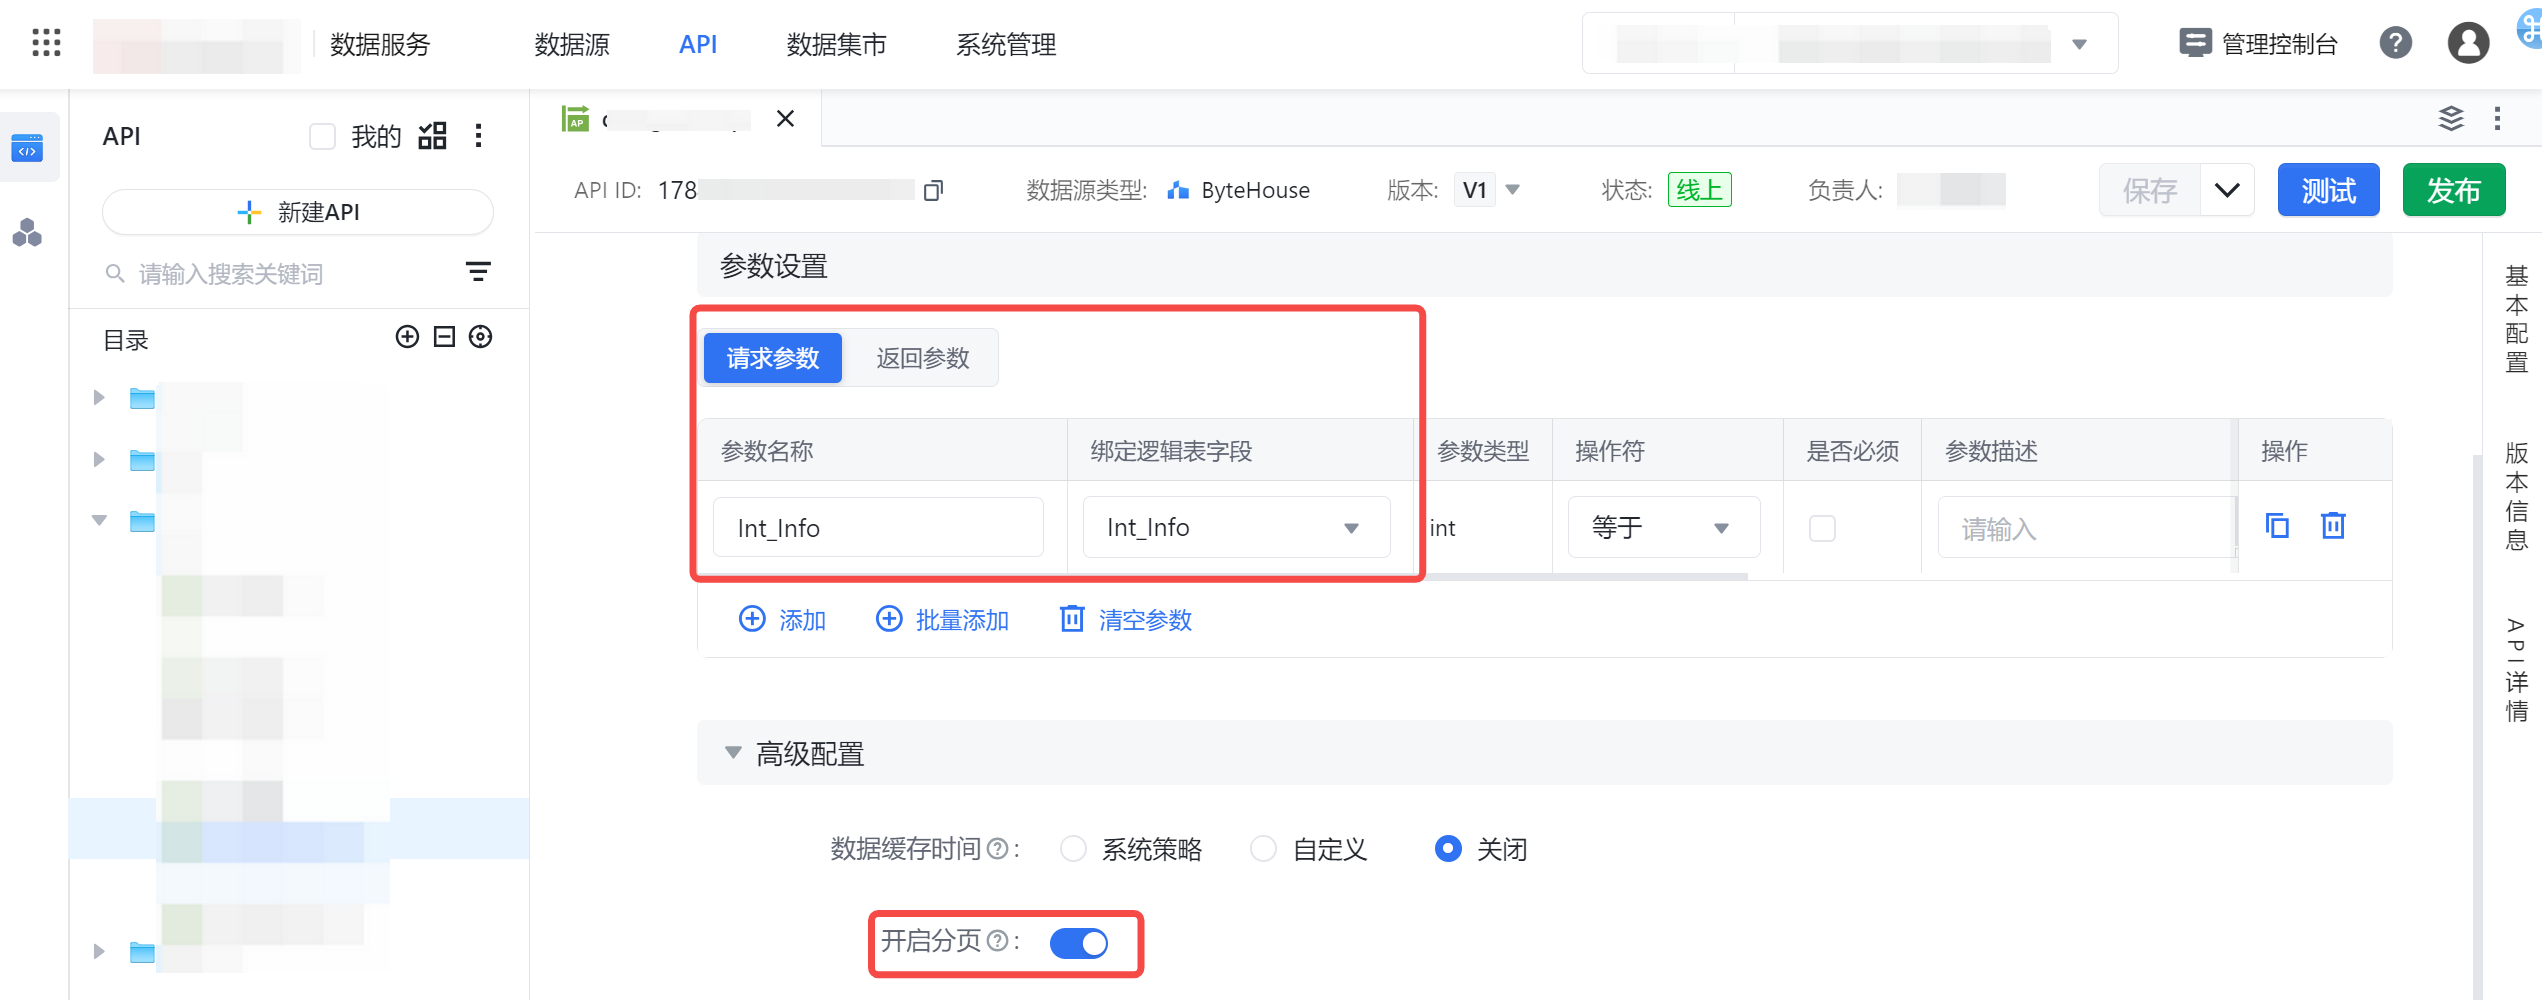 数据服务 数据源 API 数据集市 系统管理 管理控制台
API 我的
新建API
请输入搜索关键词
目录
AP
API ID: 178 数据源类型: ByteHouse 版本: V1 状态: 线上 负责人: 保存 测试 发布
参数设置
请求参数 返回参数
参数名称 绑定逻辑表字段 参数类型 操作符 是否必须 参数描述 操作
Int_Info Int_Info int 等于 请输入
添加 批量添加 清空参数
高级配置
数据缓存时间 ? : 系统策略 自定义 关闭
开启分页 ? :
基本配置
版本信息
API详情